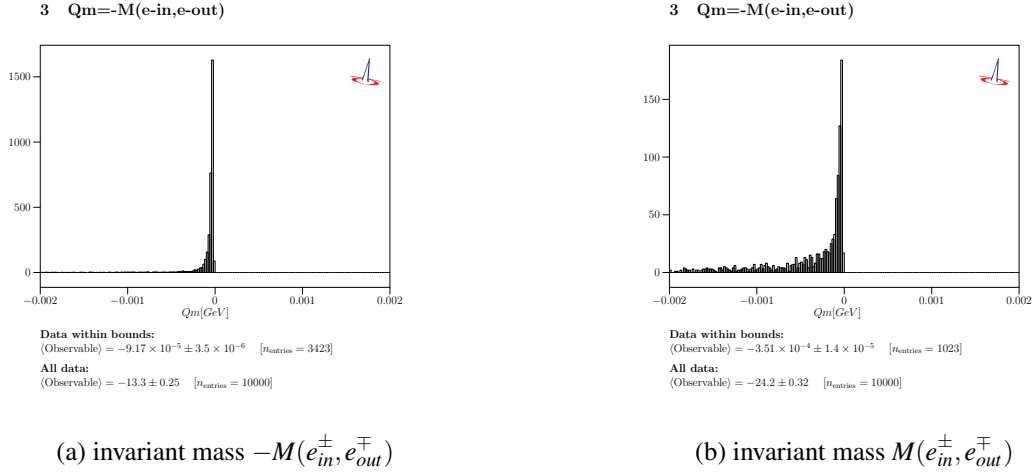 3 Qm=-M(e-in,e-out)
1500
1000
500
0
−0.002
−0.001
0
0.001
0.002
Qm[GeV]
Data within bounds:
⟨Observable⟩ = −9.17 × 10⁻⁵ ± 3.5 × 10⁻⁶ [n_entries = 3423]
All data:
⟨Observable⟩ = −13.3 ± 0.25 [n_entries = 10000]
(a) invariant mass −M(e^±_in, e^∓_out)
3 Qm=-M(e-in,e-out)
150
100
50
0
−0.002
−0.001
0
0.001
0.002
Qm[GeV]
Data within bounds:
⟨Observable⟩ = −3.51 × 10⁻⁴ ± 1.4 × 10⁻⁵ [n_entries = 1023]
All data:
⟨Observable⟩ = −24.2 ± 0.32 [n_entries = 10000]
(b) invariant mass M(e^±_in, e^∓_out)